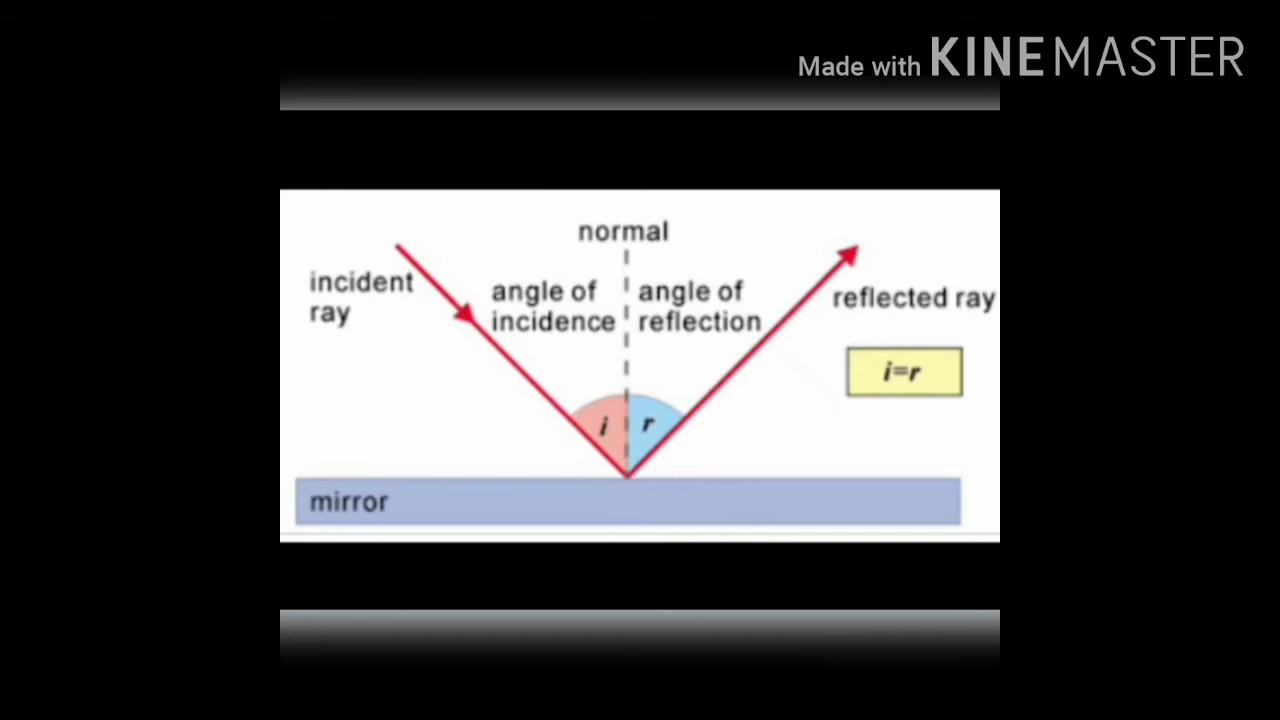 Made with KINEMASTER
normal
incident
ray
angle of
incidence
angle of
reflection
reflected ray
i=r
i
r
mirror